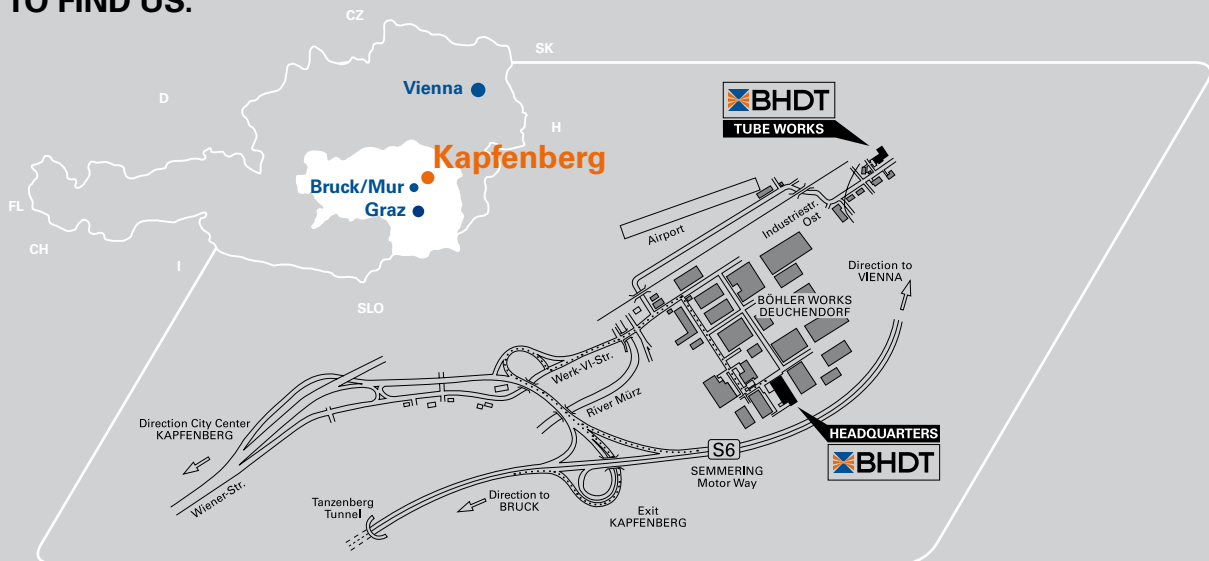 TO FIND US.
CZ
SK
D
Vienna
H
Kapfenberg
Bruck/Mur
Graz
FL
CH
I
SLO
BHDT
TUBE WORKS
Airport
Industriestr.
Ost
Direction to
VIENNA
BÖHLER WORKS
DEUCHENDORF
Werk-VI-Str.
River Mürz
Direction City Center
KAPFENBERG
Wiener-Str.
HEADQUARTERS
BHDT
S6
SEMMERING
Motor Way
Tanzenberg
Tunnel
Direction to
BRUCK
Exit
KAPFENBERG